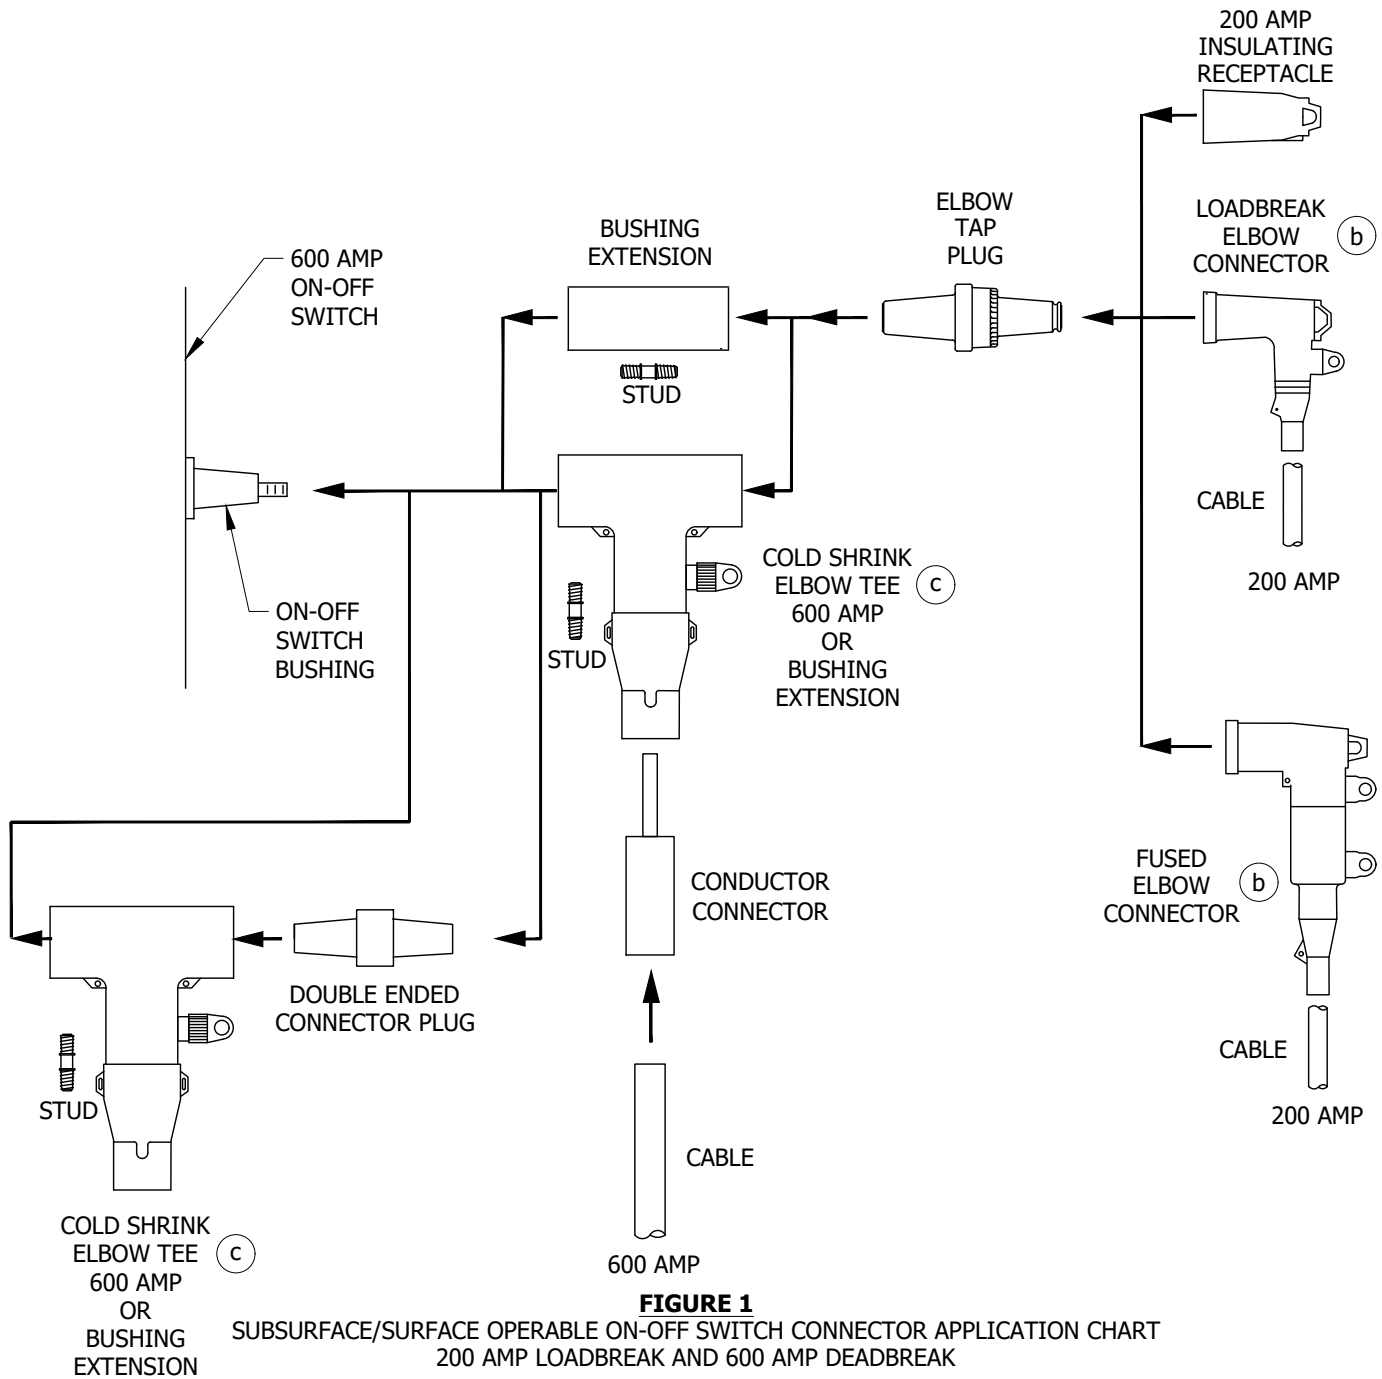 200 AMP
INSULATING
RECEPTACLE
LOADBREAK
ELBOW
CONNECTOR
b
ELBOW
TAP
PLUG
BUSHING
EXTENSION
600 AMP
ON-OFF
SWITCH
STUD
CABLE
200 AMP
COLD SHRINK
ELBOW TEE
600 AMP
OR
BUSHING
EXTENSION
c
STUD
ON-OFF
SWITCH
BUSHING
FUSED
ELBOW
CONNECTOR
b
CONDUCTOR
CONNECTOR
DOUBLE ENDED
CONNECTOR PLUG
STUD
CABLE
200 AMP
CABLE
600 AMP
COLD SHRINK
ELBOW TEE
600 AMP
OR
BUSHING
EXTENSION
c
FIGURE 1
SUBSURFACE/SURFACE OPERABLE ON-OFF SWITCH CONNECTOR APPLICATION CHART
200 AMP LOADBREAK AND 600 AMP DEADBREAK